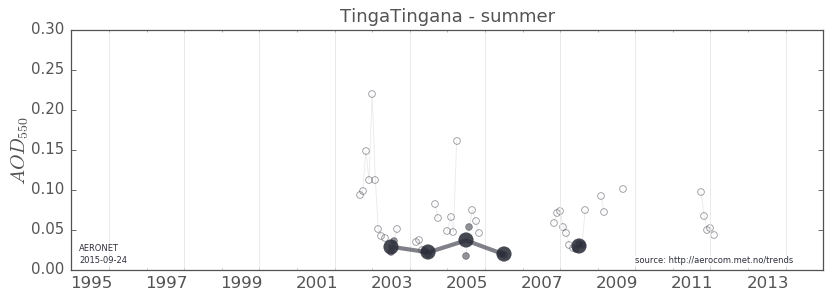 TingaTingana - summer
0.30
0.25
0.20
0.15
0.10
0.05
0.00
AOD550
AERONET
2015-09-24
source: http://aerocom.met.no/trends
1995 1997 1999 2001 2003 2005 2007 2009 2011 2013